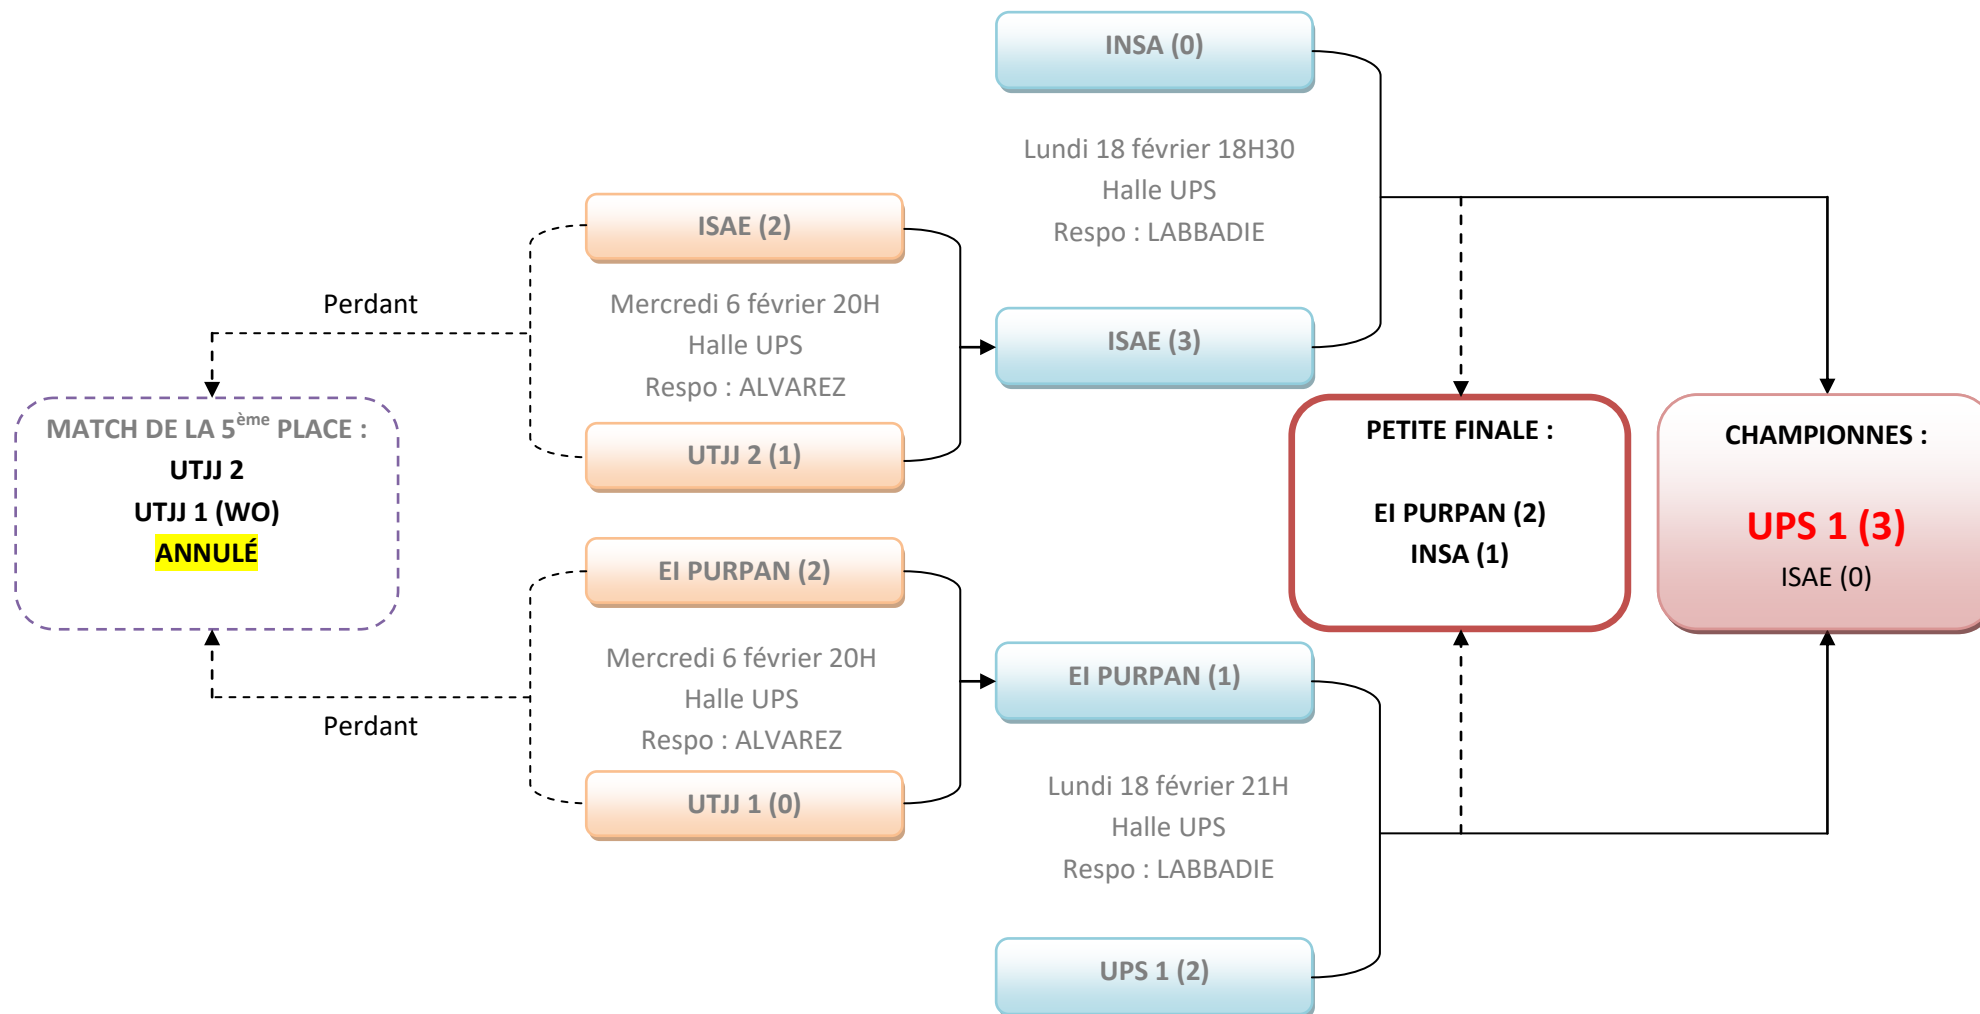 INSA (0)
Lundi 18 février 18H30
Halle UPS
Respo : LABBADIE
ISAE (3)
ISAE (2)
Mercredi 6 février 20H
Halle UPS
Respo : ALVAREZ
UTJJ 2 (1)
Perdant
MATCH DE LA 5ème PLACE :
UTJJ 2
UTJJ 1 (WO)
ANNULÉ
Perdant
EI PURPAN (2)
Mercredi 6 février 20H
Halle UPS
Respo : ALVAREZ
UTJJ 1 (0)
EI PURPAN (1)
Lundi 18 février 21H
Halle UPS
Respo : LABBADIE
UPS 1 (2)
PETITE FINALE :
EI PURPAN (2)
INSA (1)
CHAMPIONNES :
UPS 1 (3)
ISAE (0)